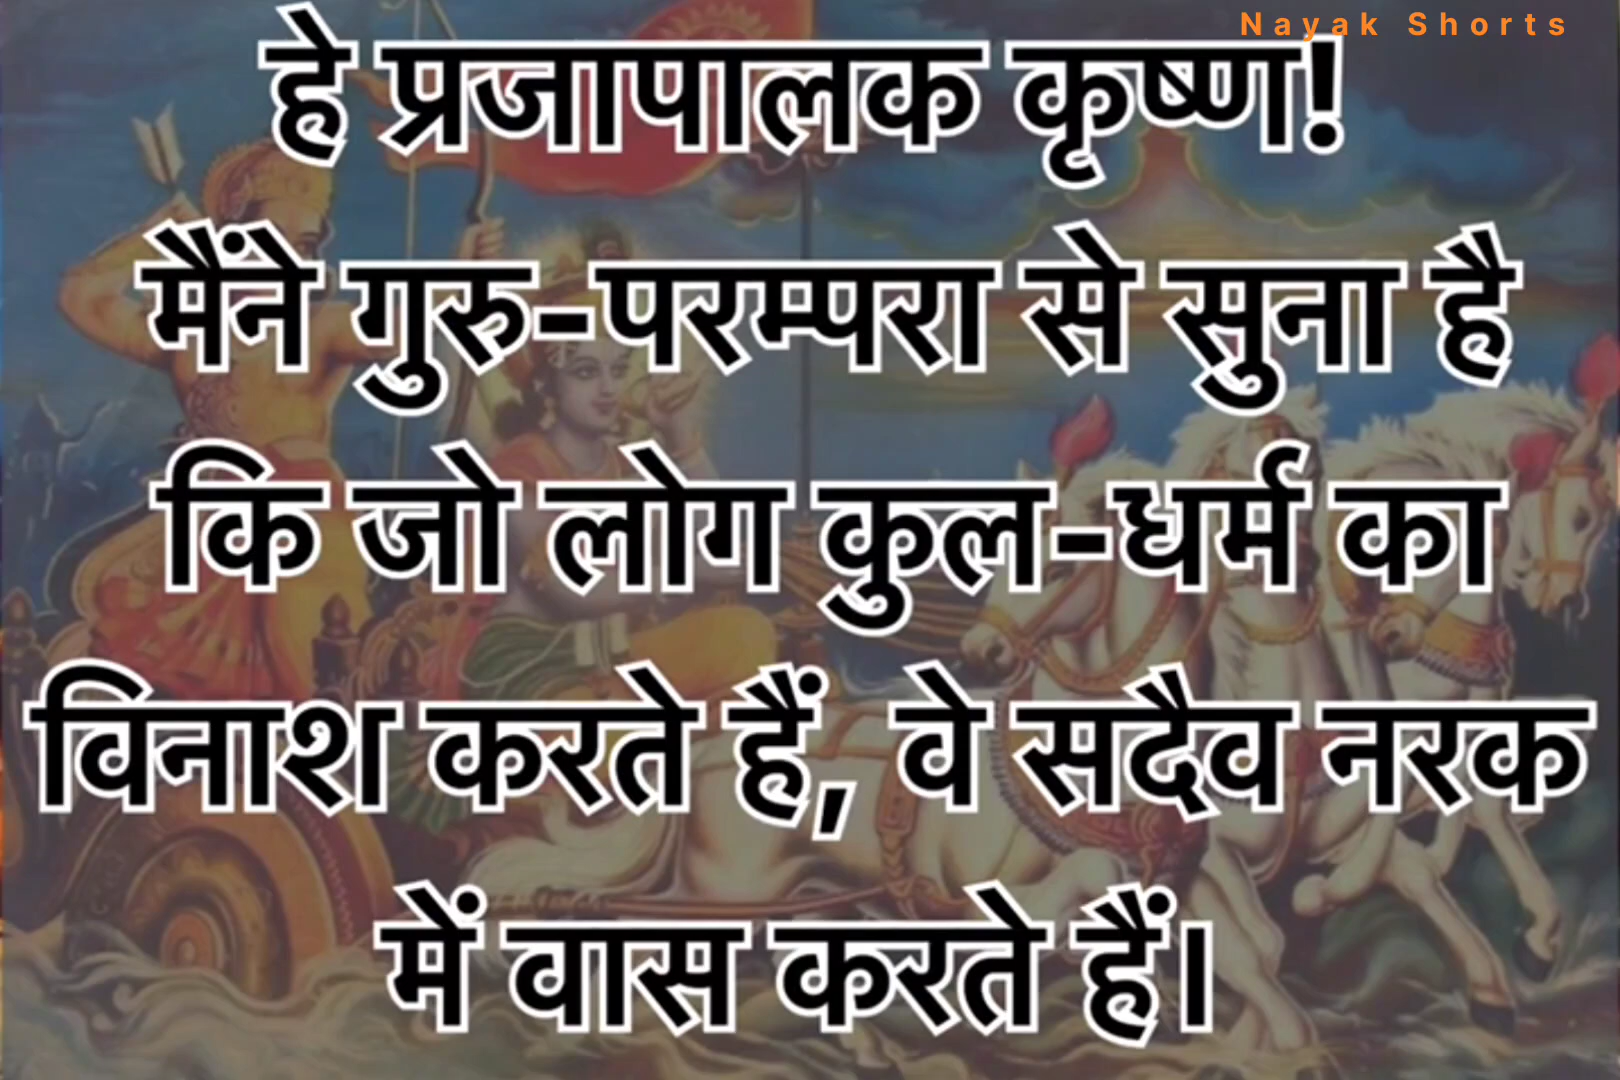 Nayak Shorts
हे प्रजापालक कृष्ण!
मैंने गुरु-परम्परा से सुना है
कि जो लोग कुल-धर्म का
विनाश करते हैं, वे सदैव नरक
में वास करते हैं।